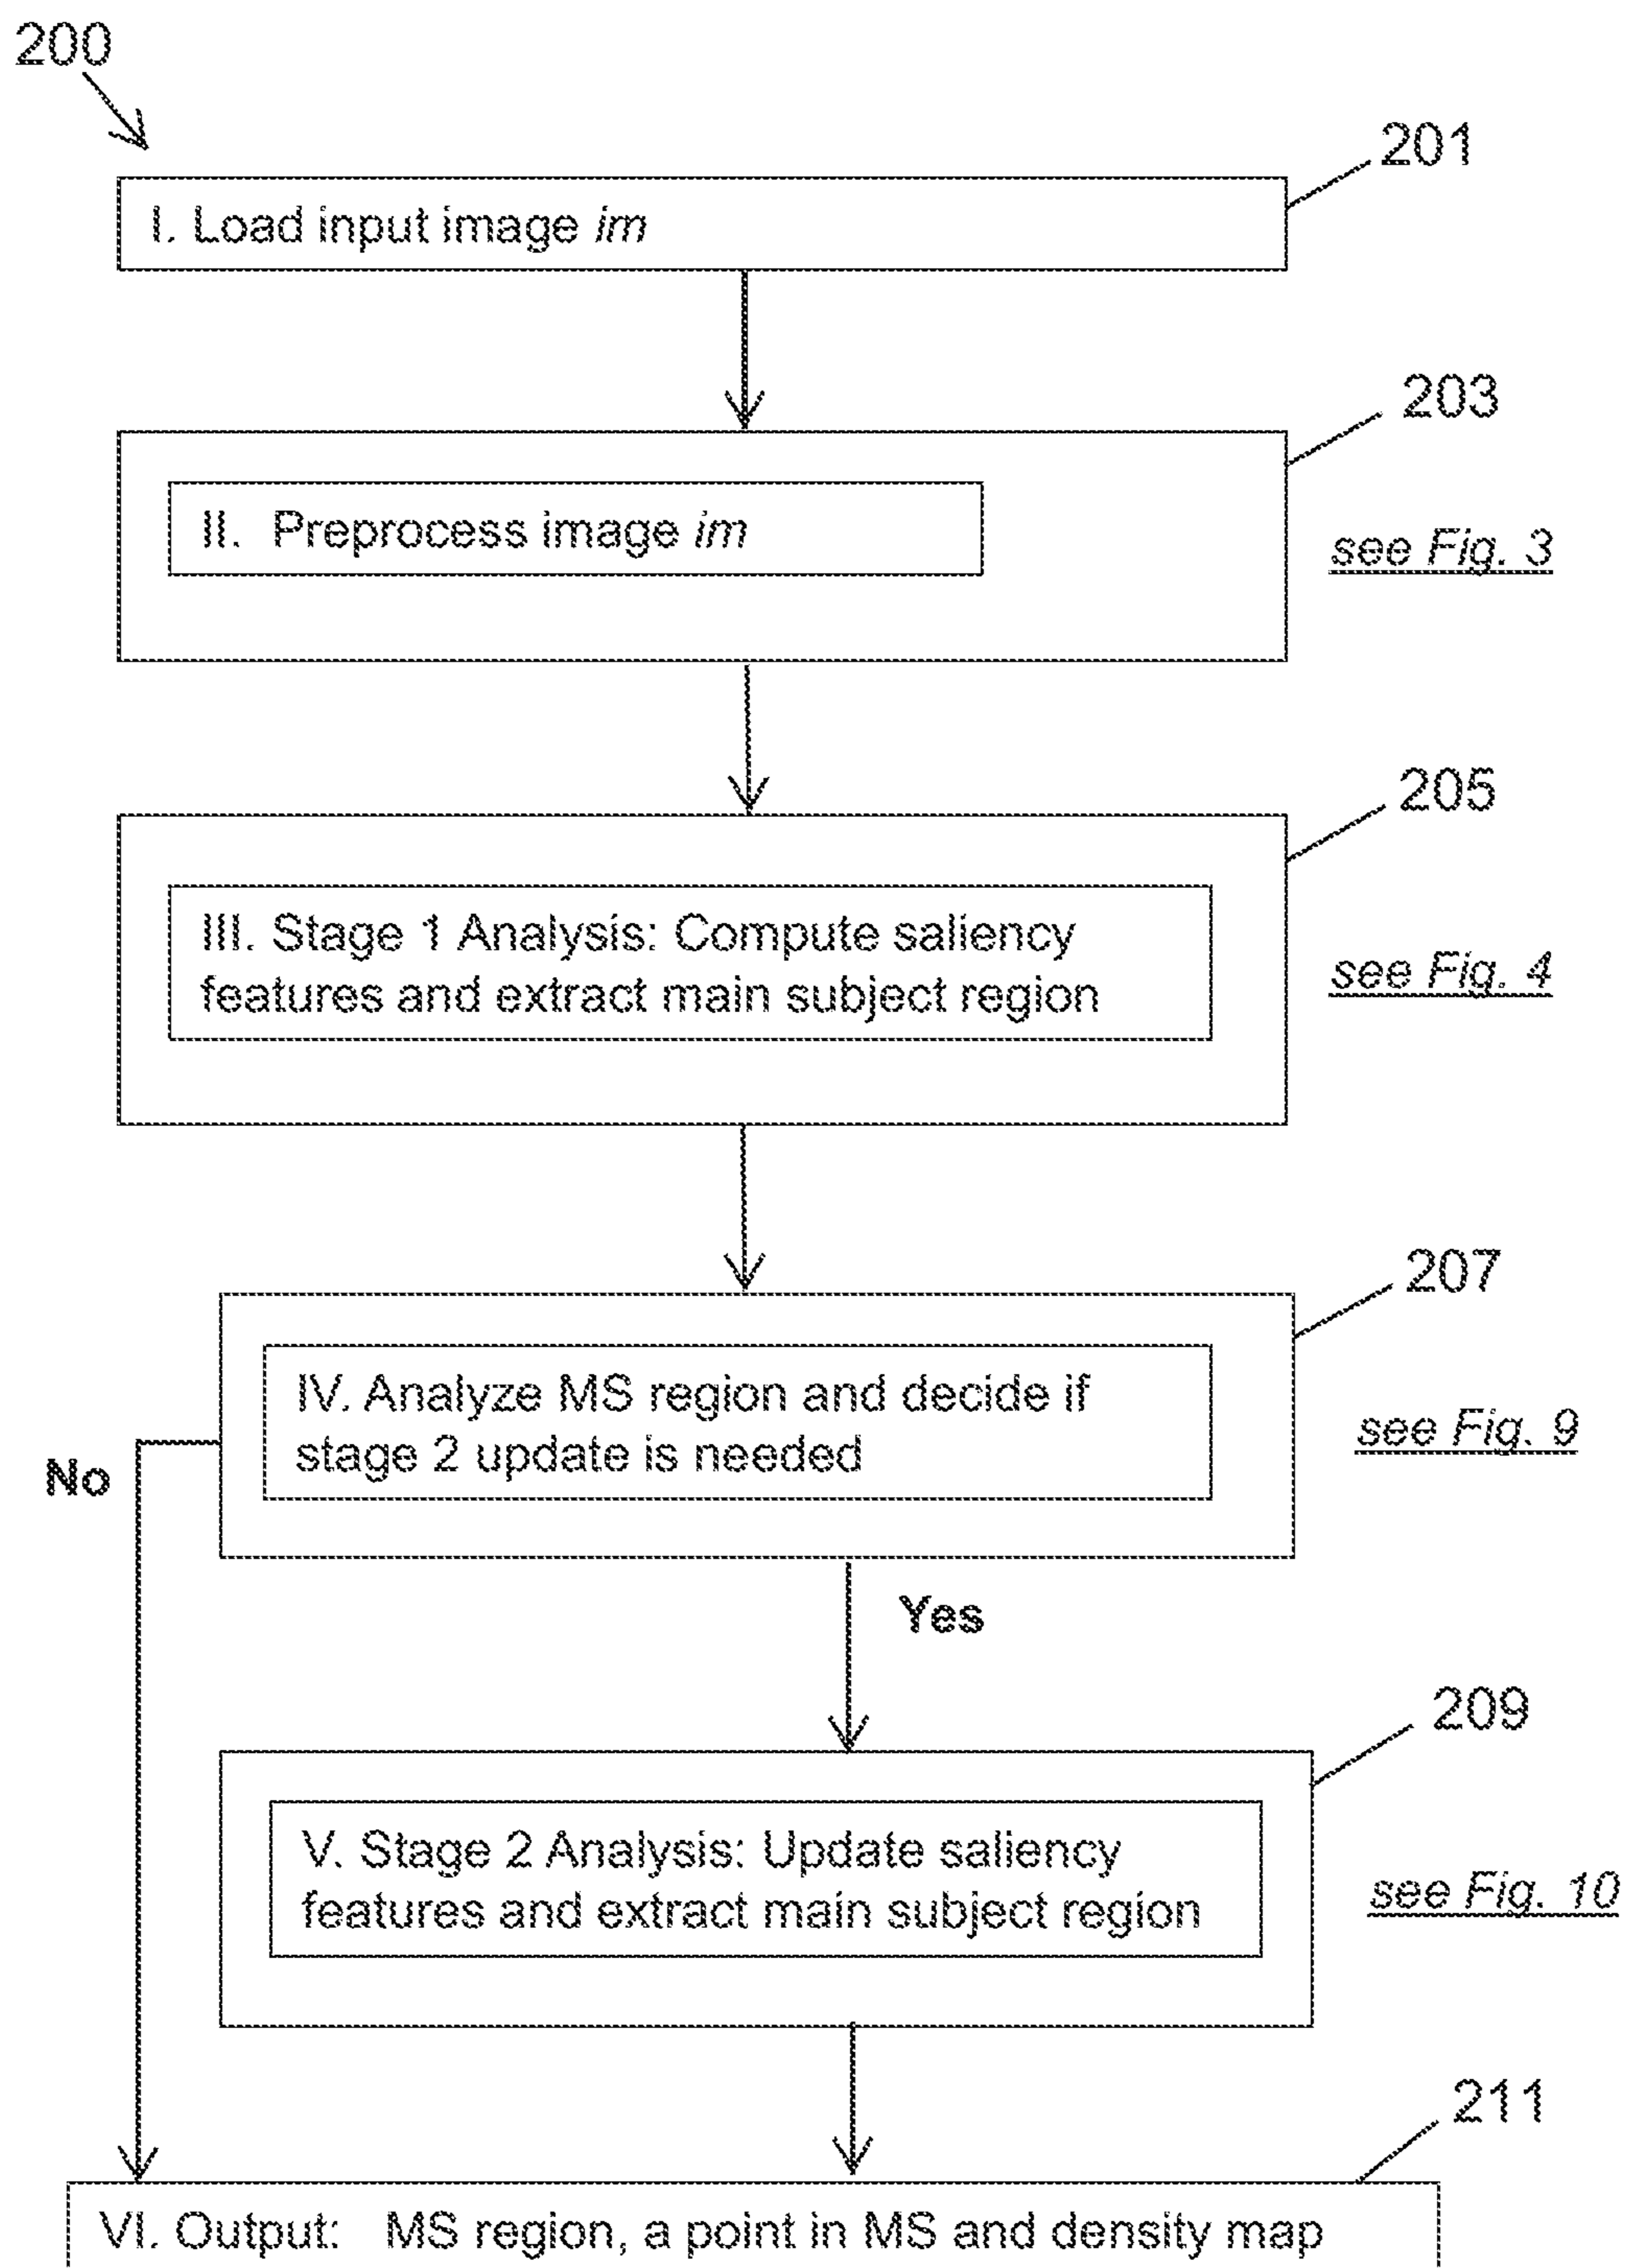 200
201
I. Load input image im
203
II. Preprocess image im
see Fig. 3
205
III. Stage 1 Analysis: Compute saliency
features and extract main subject region
see Fig. 4
207
IV. Analyze MS region and decide if
stage 2 update is needed
see Fig. 9
No
Yes
209
V. Stage 2 Analysis: Update saliency
features and extract main subject region
see Fig. 10
211
VI. Output: MS region, a point in MS and density map